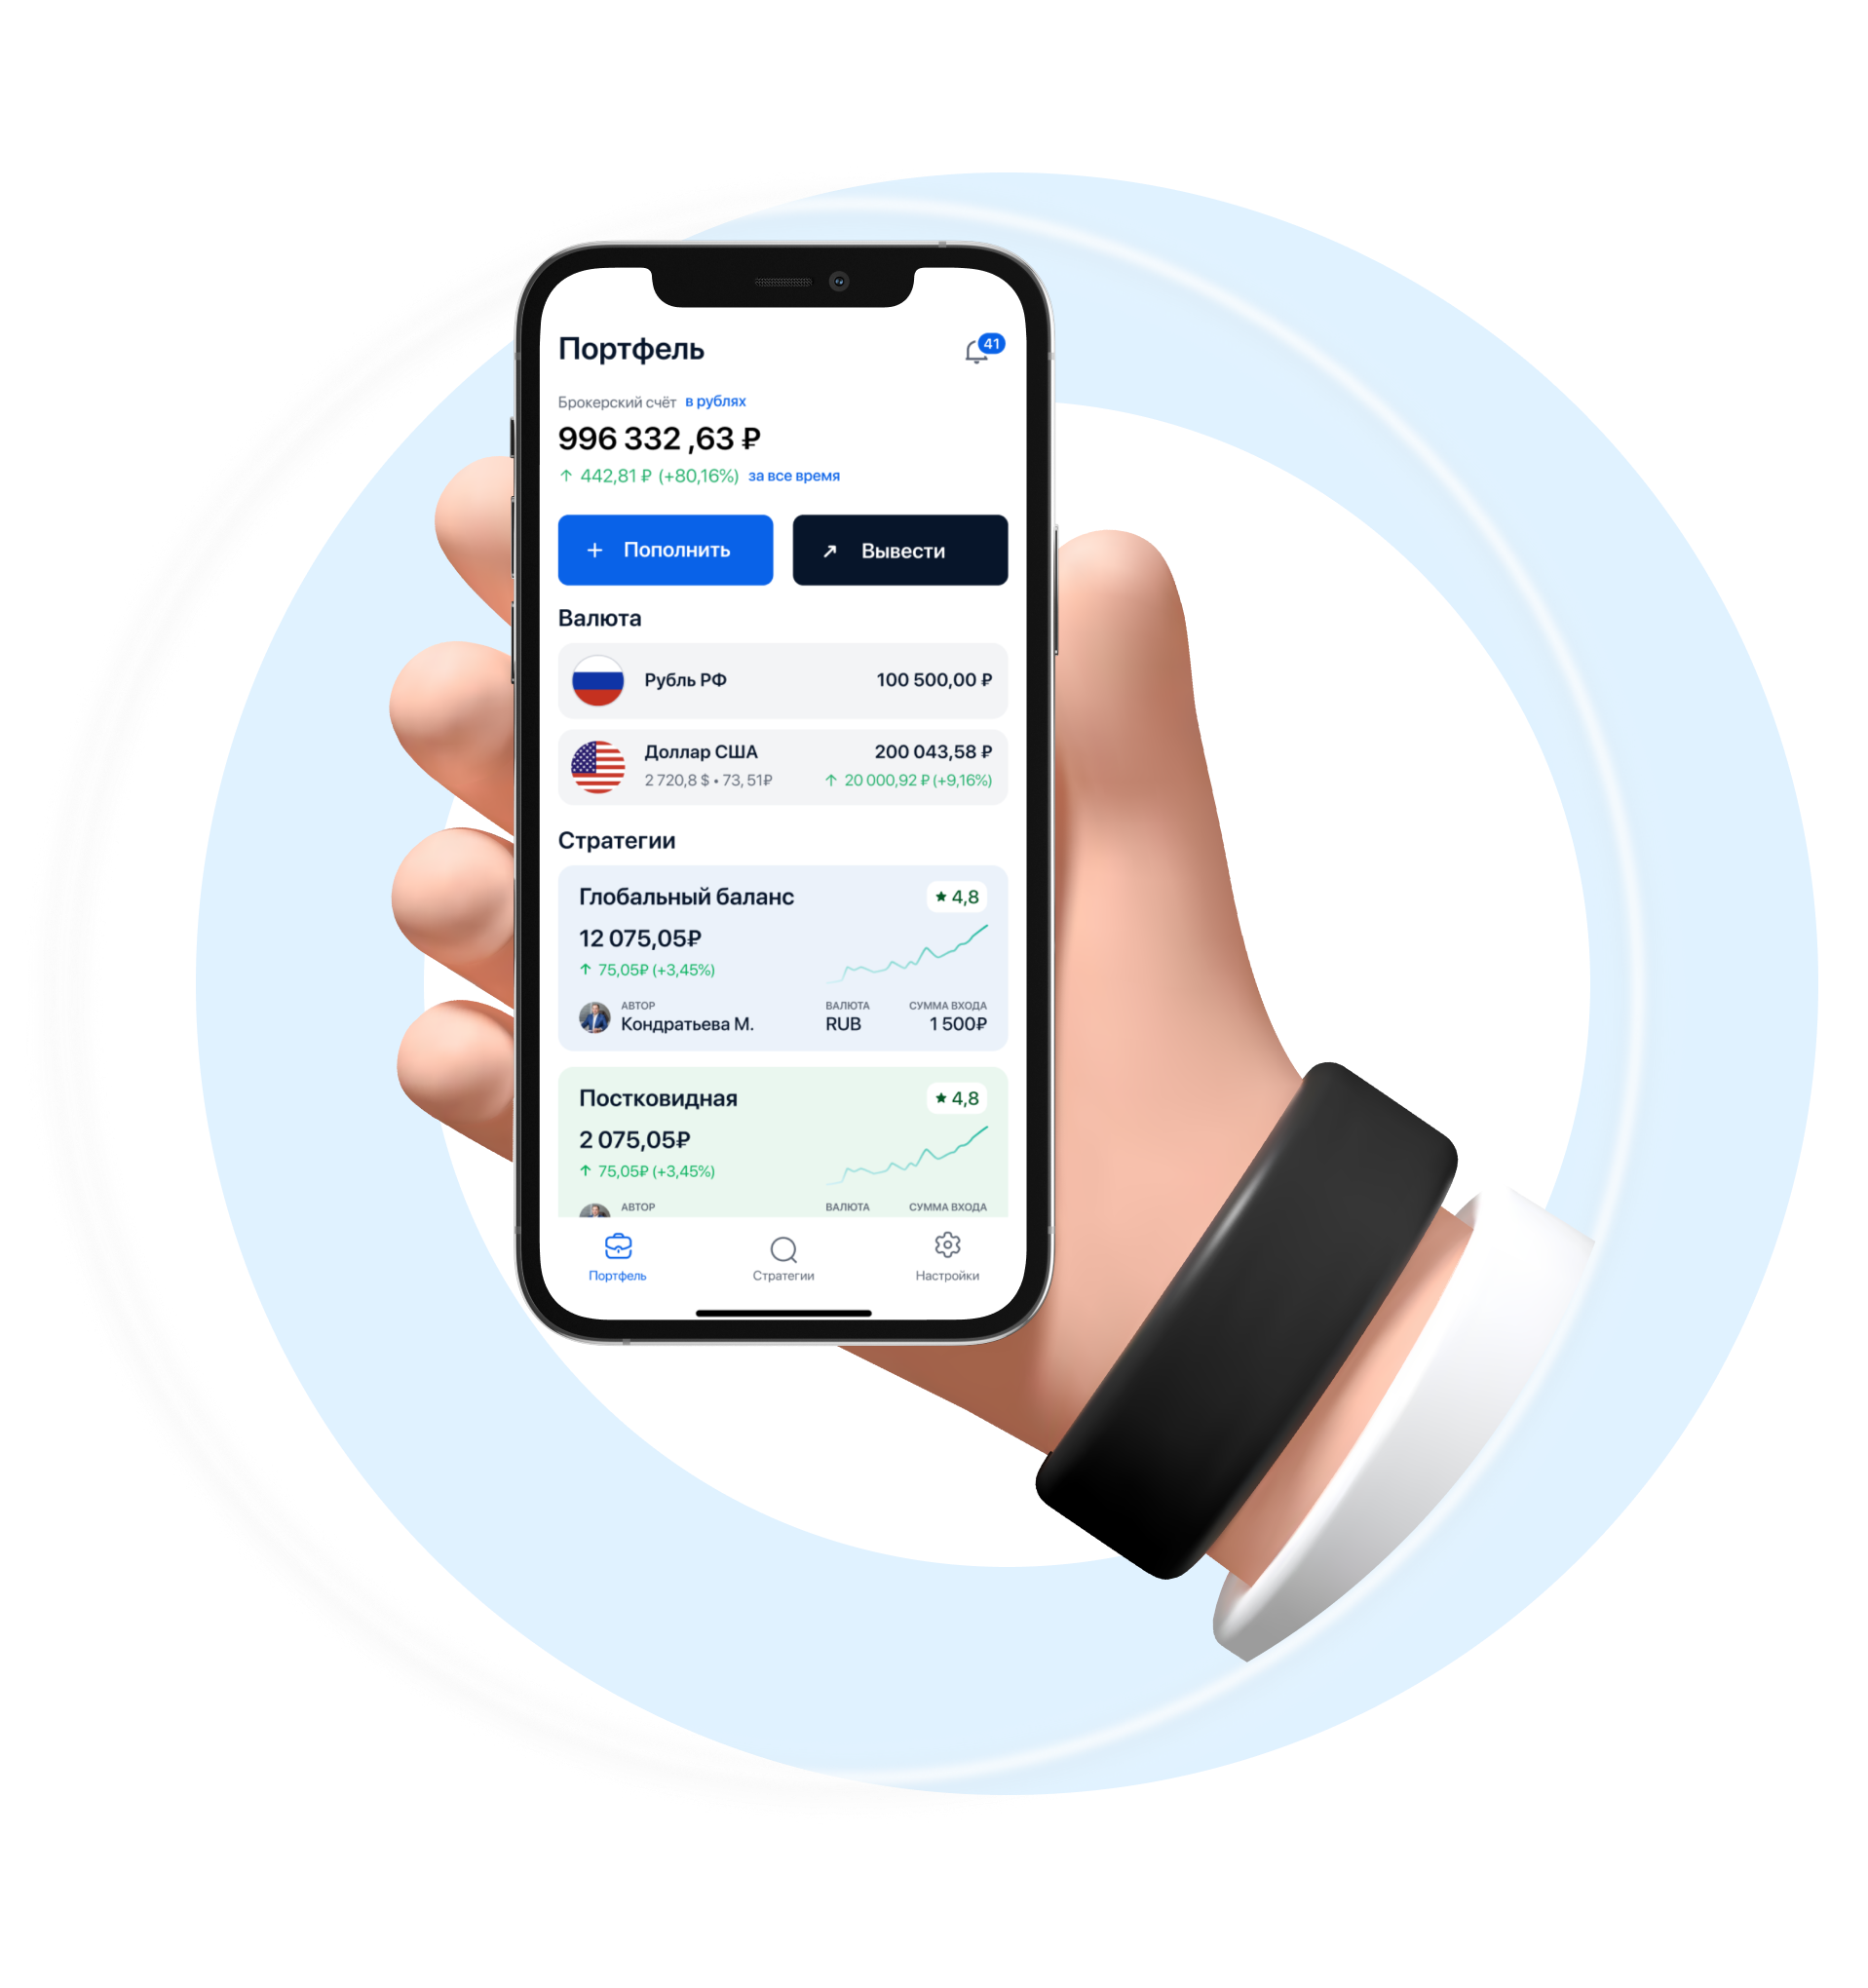 Портфель 41
Брокерский счёт в рублях
996 332 ,63 ₽
↑ 442,81 ₽ (+80,16%) за все время
+ Пополнить ↗ Вывести
Валюта
Рубль РФ 100 500,00 ₽
Доллар США 200 043,58 ₽
2 720,8 $ • 73, 51₽ ↑ 20 000,92 ₽ (+9,16%)
Стратегии
Глобальный баланс ★ 4,8
12 075,05₽
↑ 75,05₽ (+3,45%)
АВТОР ВАЛЮТА СУММА ВХОДА
Кондратьева М. RUB 1 500₽
Постковидная ★ 4,8
2 075,05₽
↑ 75,05₽ (+3,45%)
АВТОР ВАЛЮТА СУММА ВХОДА
Портфель Стратегии Настройки